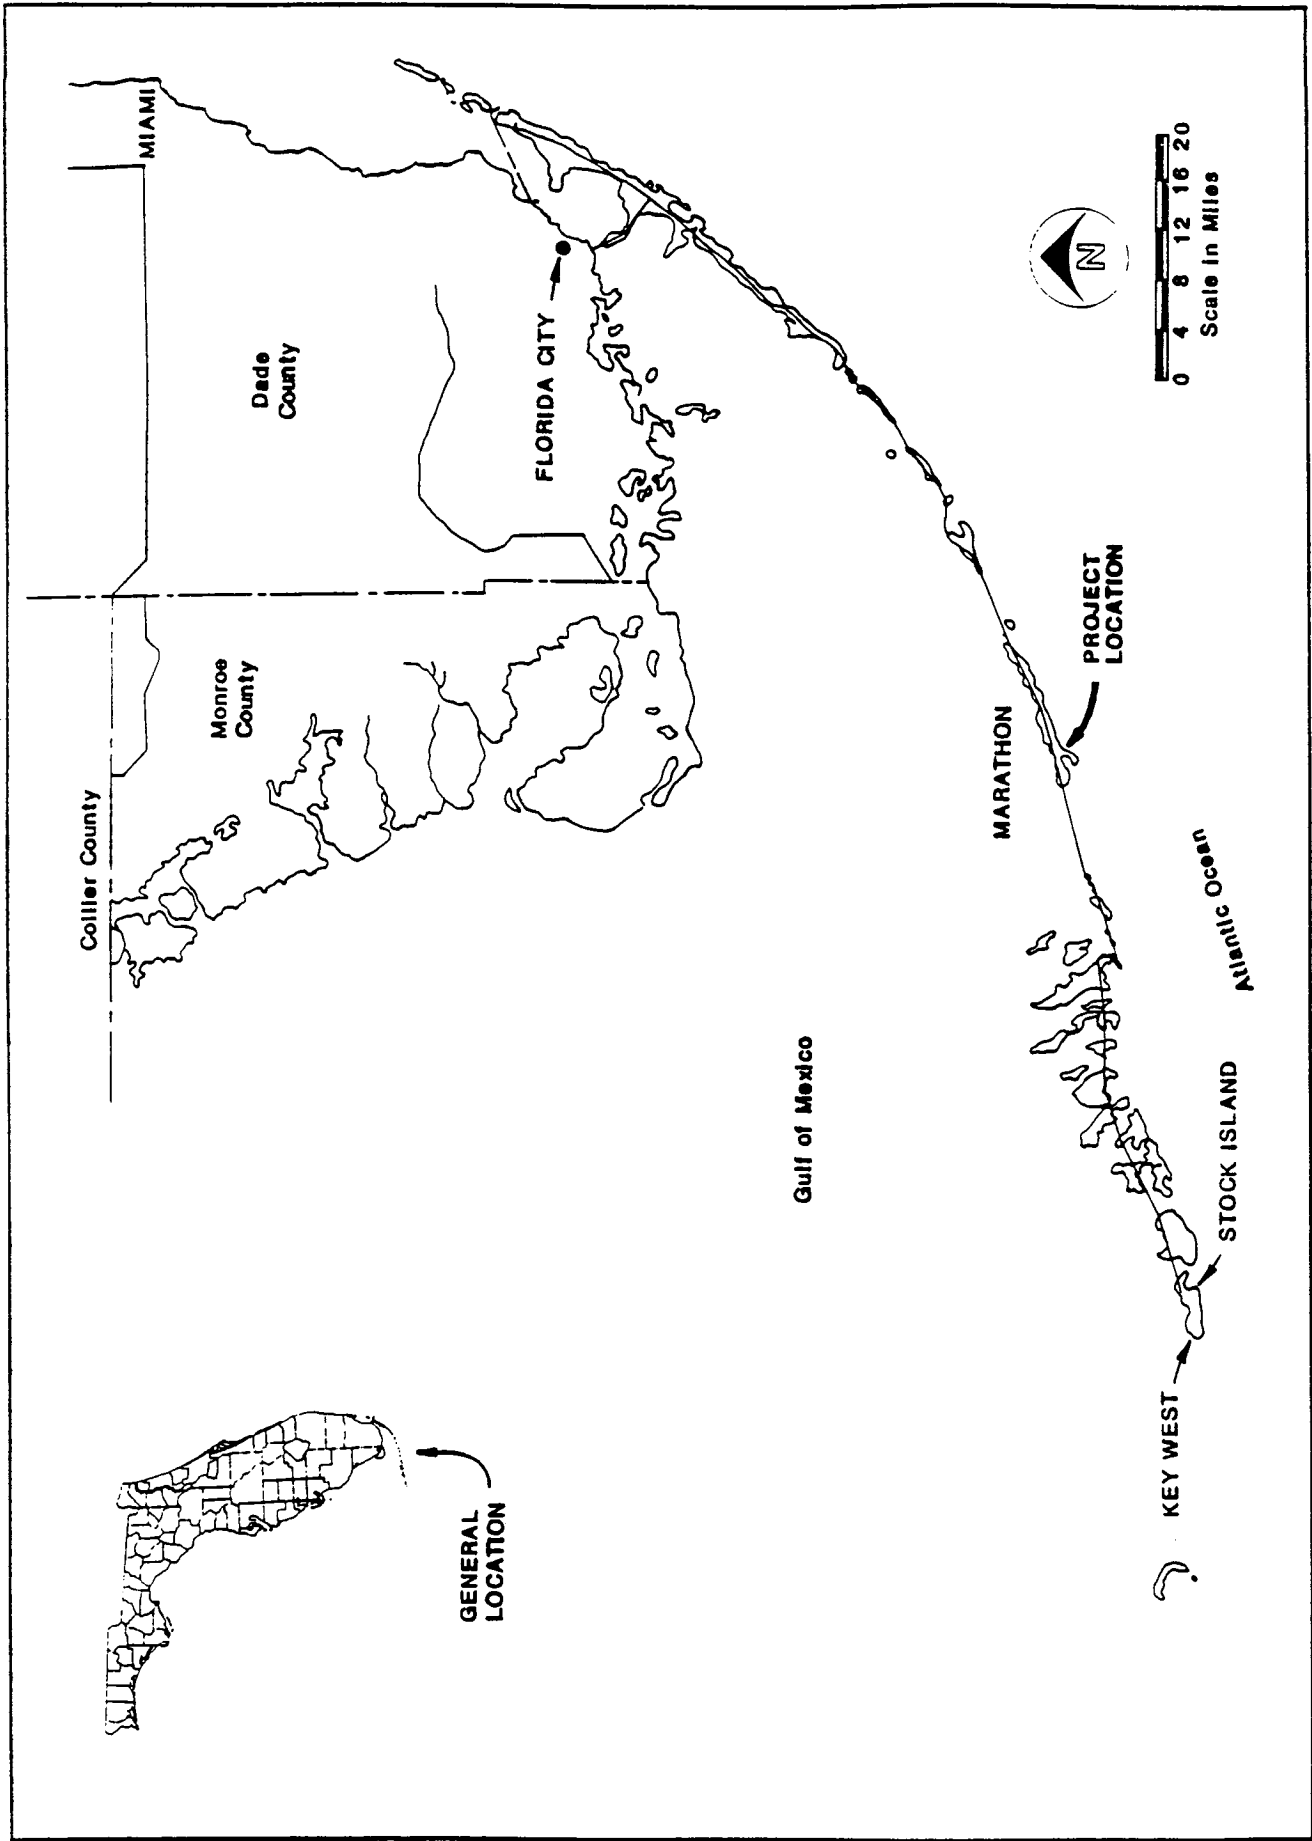 Collier County
MIAMI
Monroe
County
Dade
County
FLORIDA CITY
GENERAL
LOCATION
Gulf of Mexico
MARATHON
PROJECT
LOCATION
N
0 4 8 12 16 20
Scale in Miles
Atlantic Ocean
KEY WEST
STOCK ISLAND